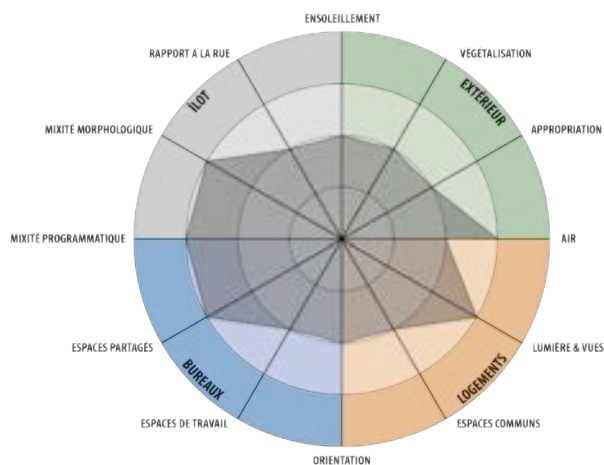 ENSOLEILLEMENT
RAPPORT A LA RUE
VÉGÉTALISATION
ÎLOT
EXTÉRIEUR
MIXITÉ MORPHOLOGIQUE
APPROPRIATION
MIXITÉ PROGRAMMATIQUE
AIR
ESPACES PARTAGÉS
LUMIÈRE & VUES
BUREAUX
LOGEMENTS
ESPACES DE TRAVAIL
ESPACES COMMUNS
ORIENTATION